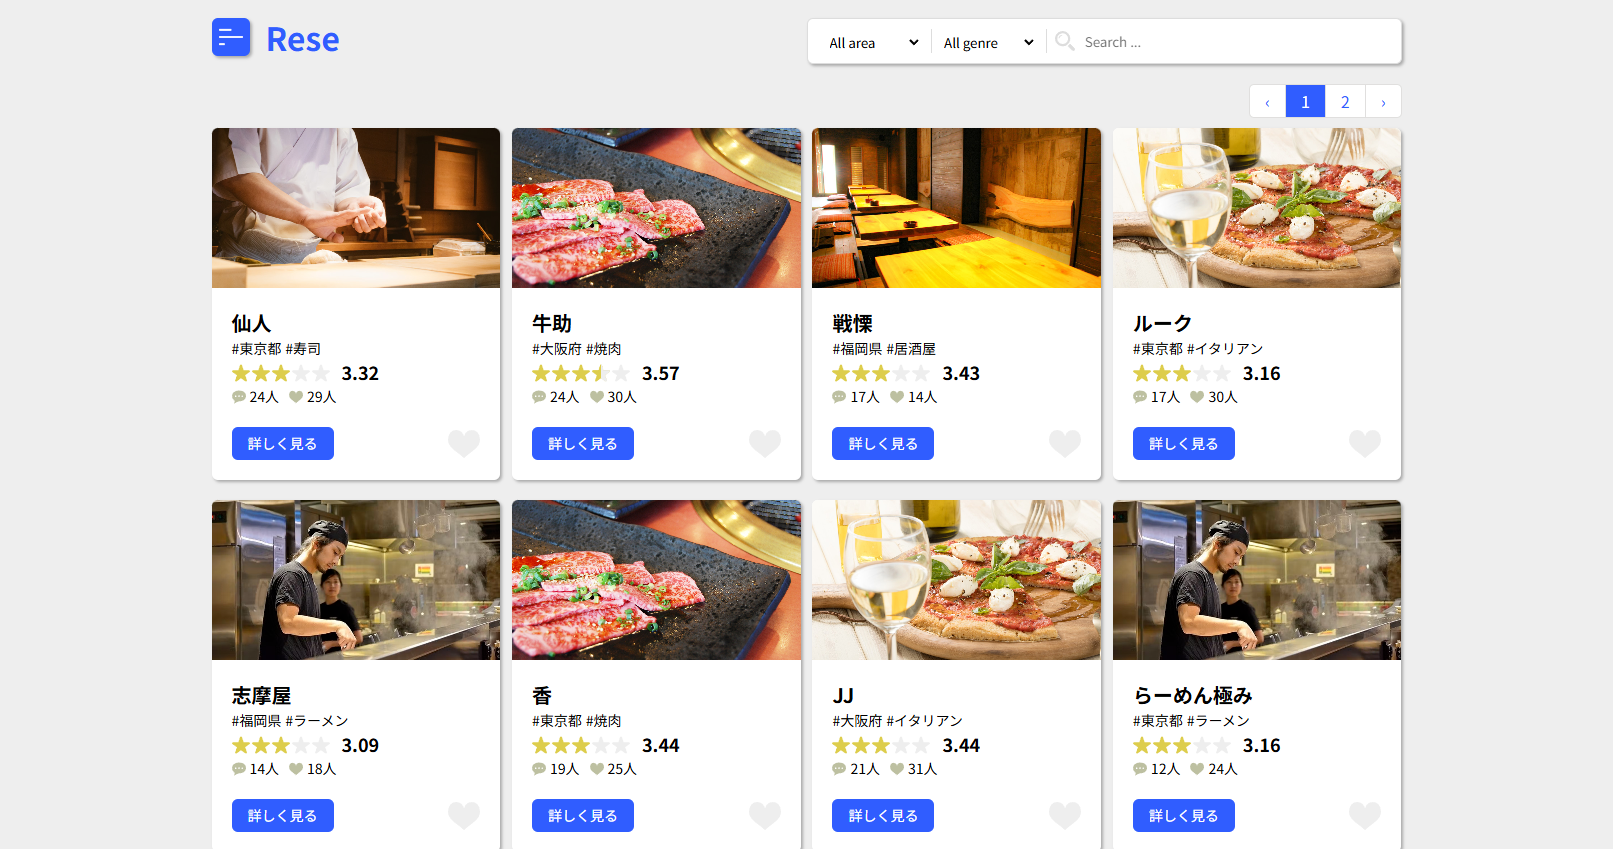 Rese
All area All genre Search ...
‹ 1 2 ›
仙人
#東京都 #寿司
3.32
24人 29人
詳しく見る
牛助
#大阪府 #焼肉
3.57
24人 30人
詳しく見る
戦慄
#福岡県 #居酒屋
3.43
17人 14人
詳しく見る
ルーク
#東京都 #イタリアン
3.16
17人 30人
詳しく見る
志摩屋
#福岡県 #ラーメン
3.09
14人 18人
詳しく見る
香
#東京都 #焼肉
3.44
19人 25人
詳しく見る
JJ
#大阪府 #イタリアン
3.44
21人 31人
詳しく見る
らーめん極み
#東京都 #ラーメン
3.16
12人 24人
詳しく見る